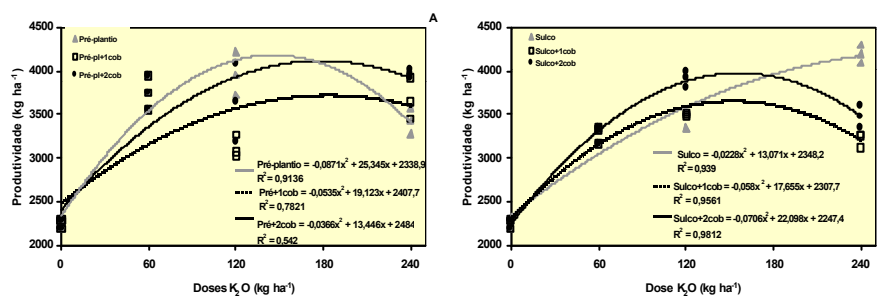 A
Produtividade (kg ha-1)
4500
4000
3500
3000
2500
2000
Pré-plantio
Pré-pl+1cob
Pré-pl+2cob
Pré-plantio = -0,0871x2 + 25,345x + 2338,9
R2 = 0,9136
Pré+1cob = -0,0535x2 + 19,123x + 2407,7
R2 = 0,7821
Pré+2cob = -0,0366x2 + 13,446x + 2484
R2 = 0,542
0 60 120 180 240
Doses K2O (kg ha-1)
Produtividade (kg ha-1)
4500
4000
3500
3000
2500
2000
Sulco
Sulco+1cob
Sulco+2cob
Sulco = -0,0228x2 + 13,071x + 2348,2
R2 = 0,939
Sulco+1cob = -0,058x2 + 17,655x + 2307,7
R2 = 0,9561
Sulco+2cob = -0,0706x2 + 22,098x + 2247,4
R2 = 0,9812
0 60 120 180 240
Dose K2O (kg ha-1)